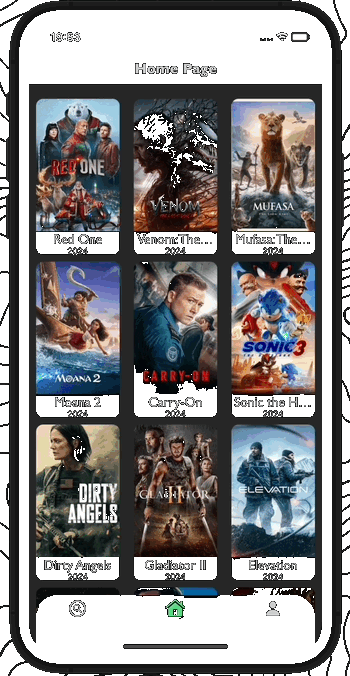 19:53
Home Page
RED ONE
VENOM
MUFASA
Red One
Venom: The...
Mufasa: The...
2024
2024
2024
MOANA 2
CARRY-ON
SONIC 3
Moana 2
Carry-On
Sonic the H...
2024
2024
2024
DIRTY
ANGELS
GLADIATOR
II
ELEVATION
Dirty Angels
Gladiator II
Elevation
2024
2024
2024